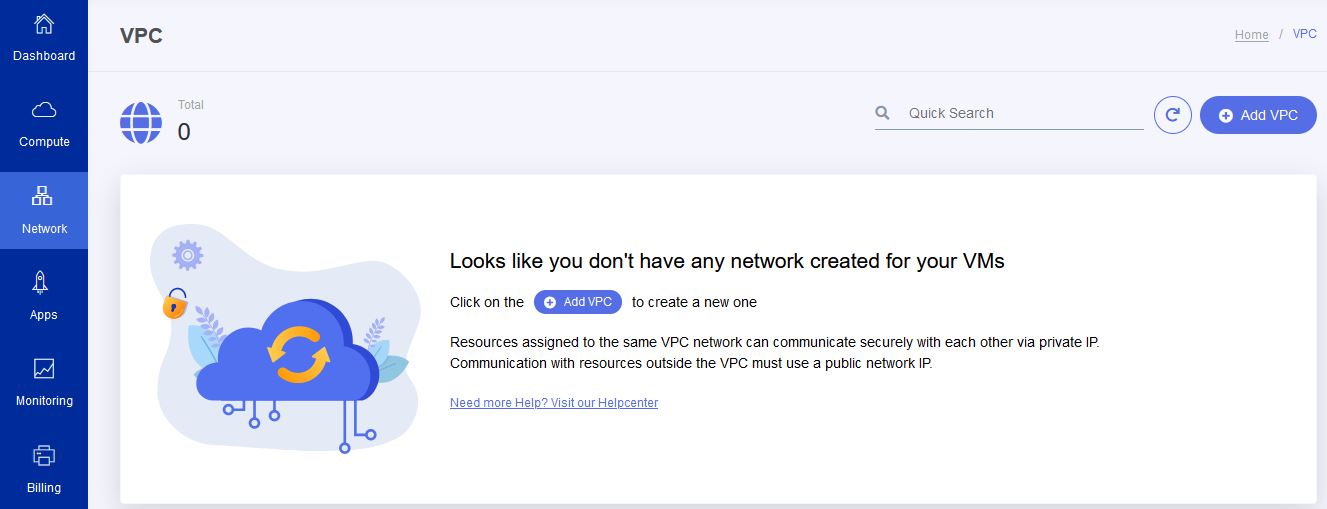 Dashboard
Compute
Network
Apps
Monitoring
Billing
VPC
Home / VPC
Total
0
Quick Search
Add VPC
Looks like you don't have any network created for your VMs
Click on the Add VPC to create a new one
Resources assigned to the same VPC network can communicate securely with each other via private IP.
Communication with resources outside the VPC must use a public network IP.
Need more Help? Visit our Helpcenter